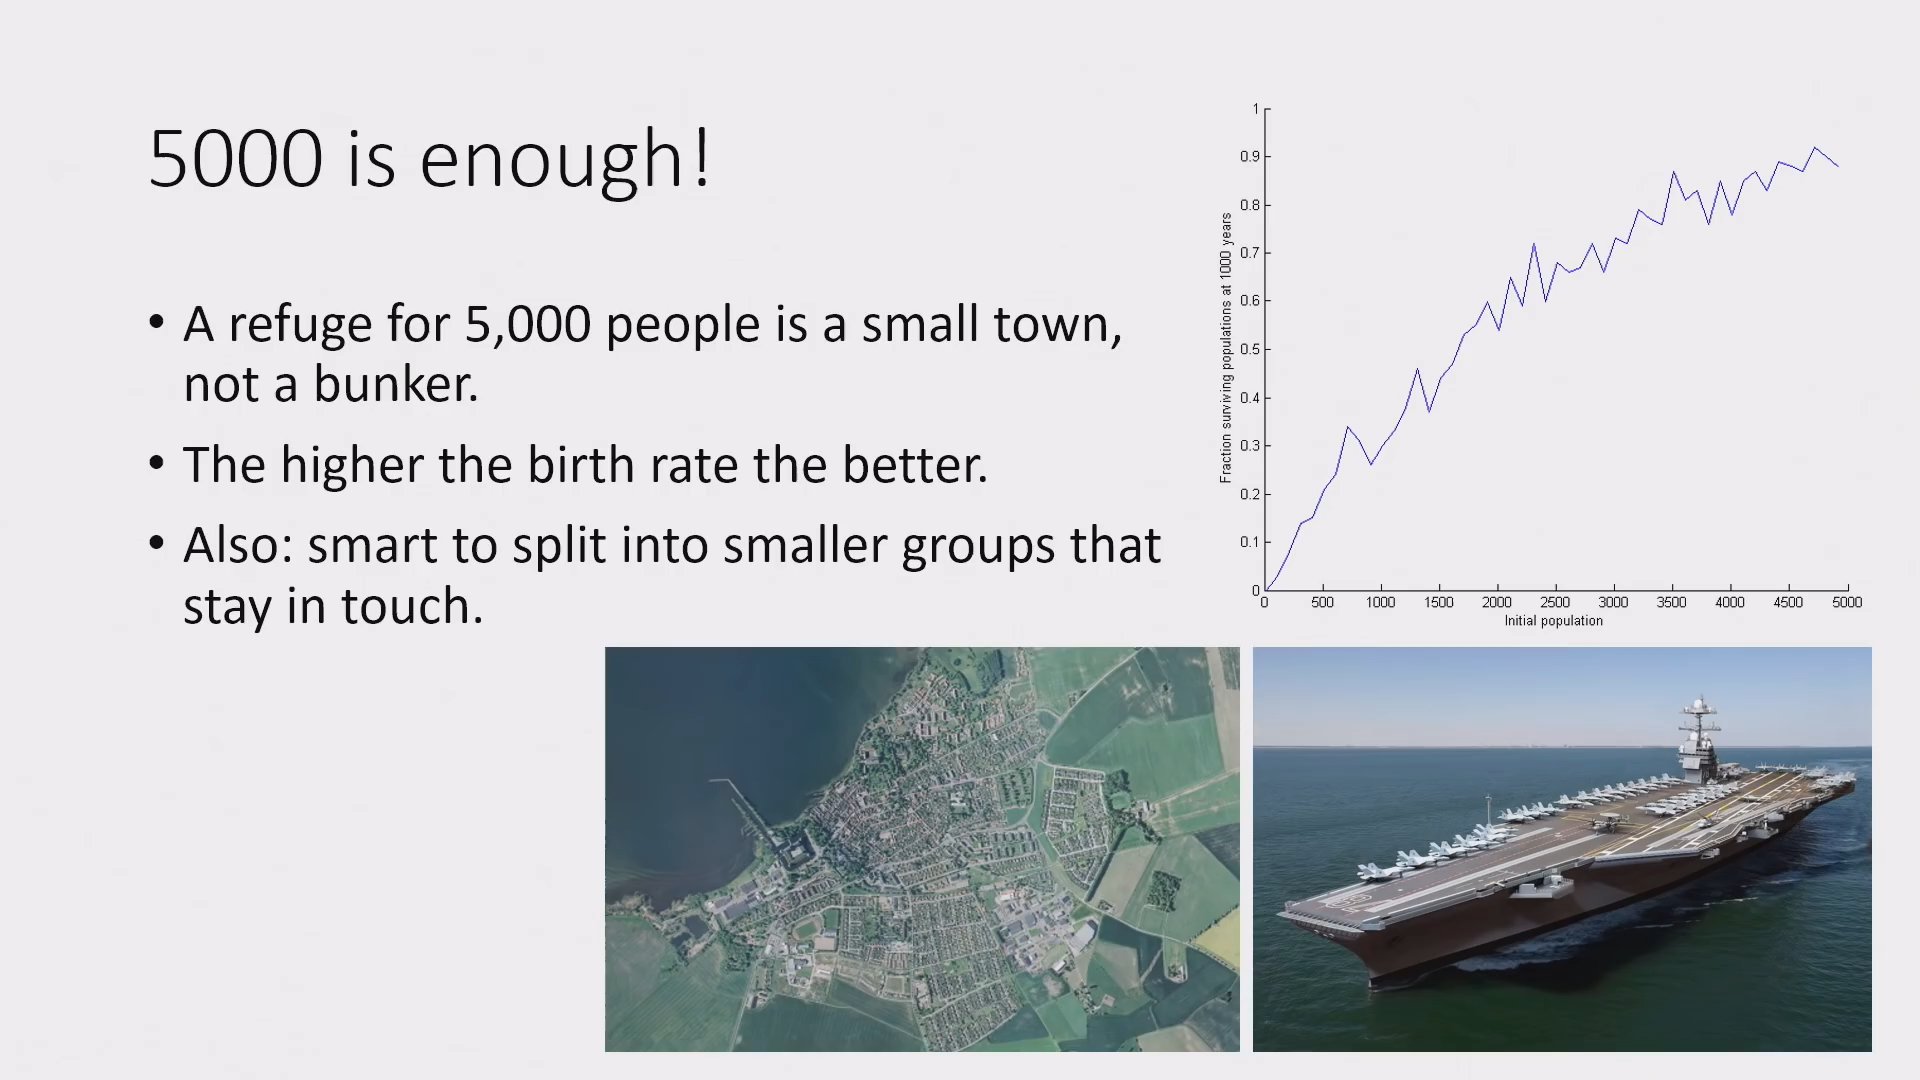 5000 is enough!
• A refuge for 5,000 people is a small town,
not a bunker.
• The higher the birth rate the better.
• Also: smart to split into smaller groups that
stay in touch.
1
0.9
0.8
0.7
0.6
0.5
0.4
0.3
0.2
0.1
0
Fraction surviving populations at 1000 years
0 500 1000 1500 2000 2500 3000 3500 4000 4500 5000
Initial population